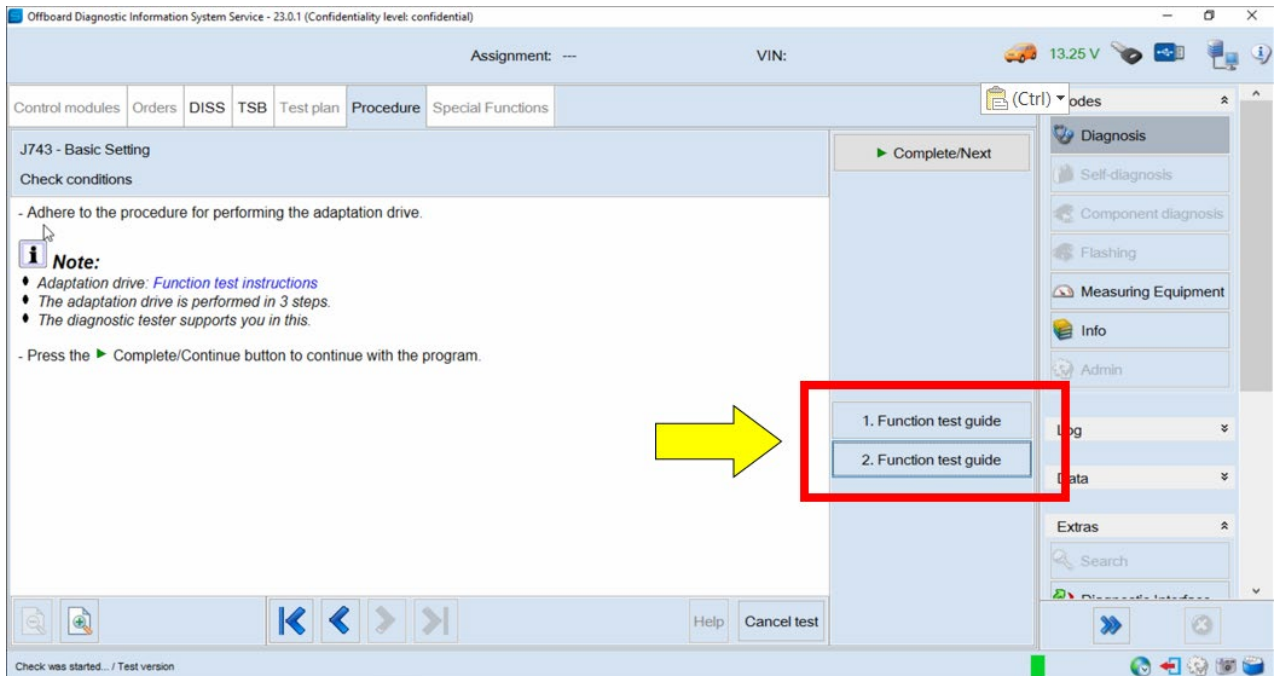 Offboard Diagnostic Information System Service - 23.0.1 (Confidentiality level: confidential)
Assignment: ---
VIN:
13.25 V
Control modules
Orders
DISS
TSB
Test plan
Procedure
Special Functions
(Ctrl)
odes
J743 - Basic Setting
Check conditions
Complete/Next
Diagnosis
Self-diagnosis
Component diagnosis
Flashing
Measuring Equipment
Info
Admin
- Adhere to the procedure for performing the adaptation drive.
i Note:
Adaptation drive: Function test instructions
The adaptation drive is performed in 3 steps.
The diagnostic tester supports you in this.
- Press the ► Complete/Continue button to continue with the program.
1. Function test guide
2. Function test guide
Log
Data
Extras
Search
Help
Cancel test
Check was started... / Test version